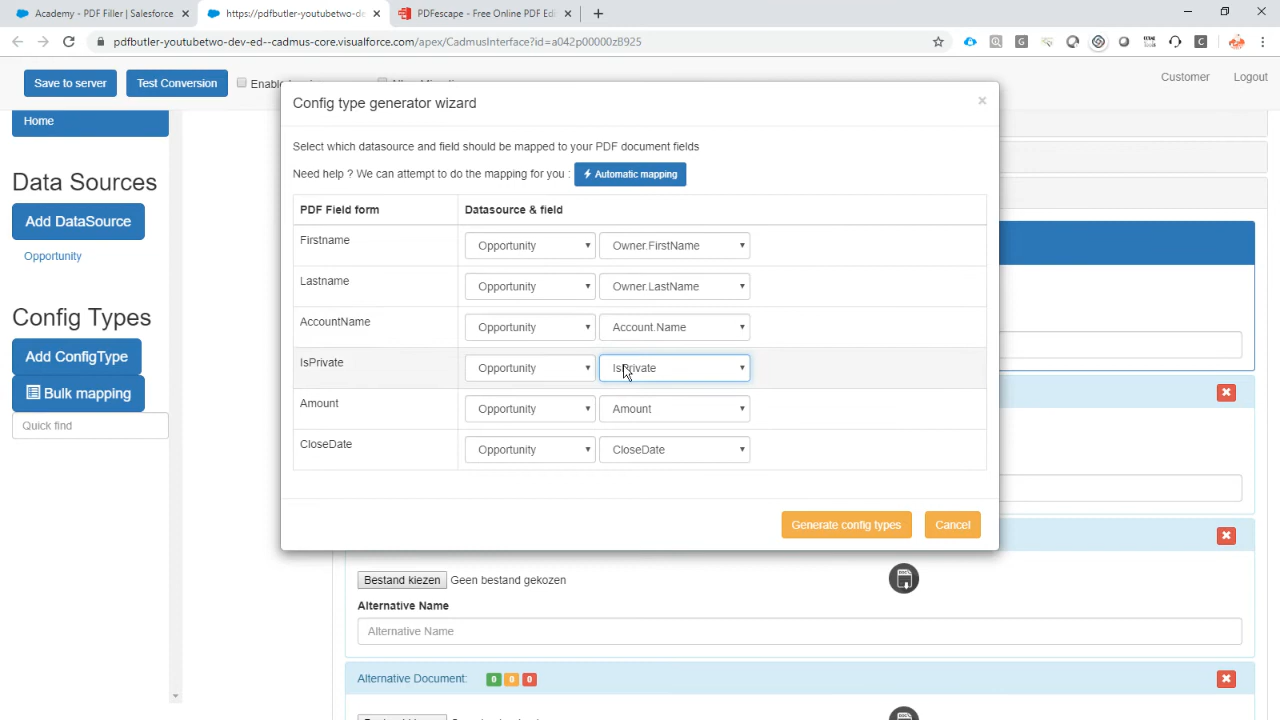 Academy - PDF Filler | Salesforce
https://pdfbutler-youtubetwo-de
PDFescape - Free Online PDF Edi
pdfbutler-youtubetwo-dev-ed--cadmus-core.visualforce.com/apex/CadmusInterface?id=a042p00000zB925
Save to server
Test Conversion
Customer
Logout
Home
Data Sources
Add DataSource
Opportunity
Config Types
Add ConfigType
Bulk mapping
Quick find
Config type generator wizard
×
Select which datasource and field should be mapped to your PDF document fields
Need help ? We can attempt to do the mapping for you :
Automatic mapping
PDF Field form Datasource & field
Firstname Opportunity Owner.FirstName
Lastname Opportunity Owner.LastName
AccountName Opportunity Account.Name
IsPrivate Opportunity IsPrivate
Amount Opportunity Amount
CloseDate Opportunity CloseDate
Generate config types
Cancel
Bestand kiezen Geen bestand gekozen
Alternative Name
Alternative Name
Alternative Document: 0 0 0